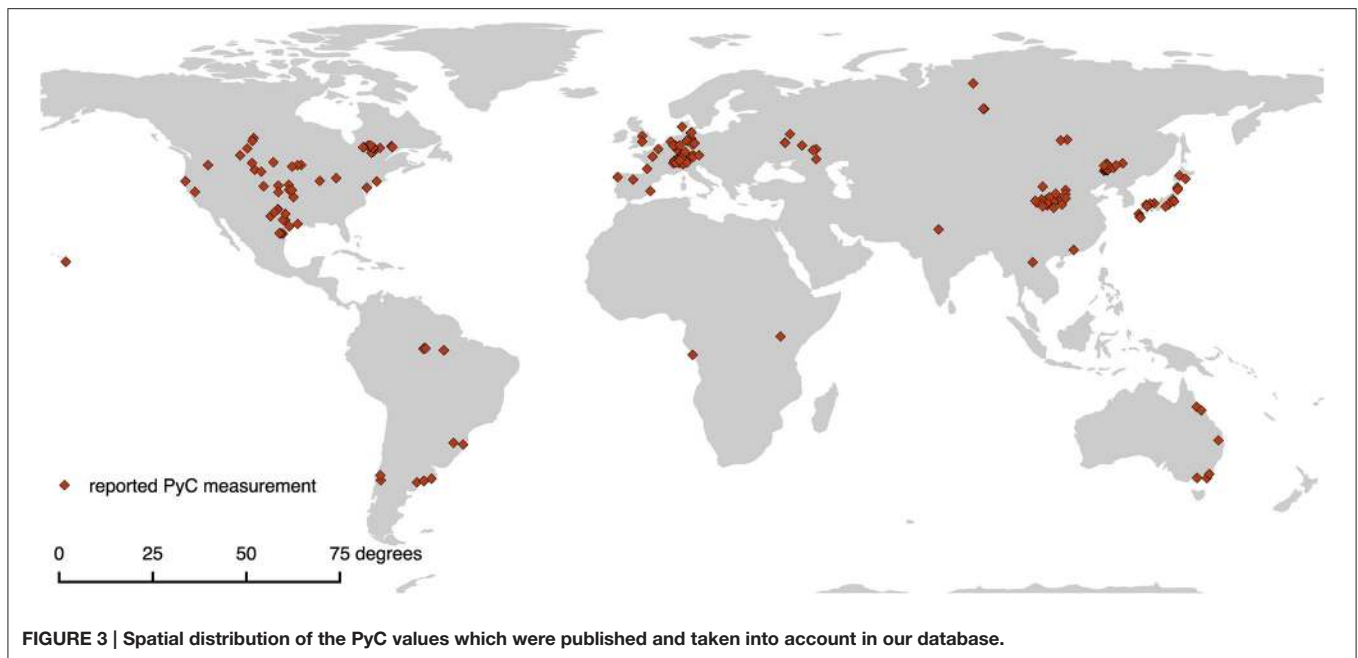 reported PyC measurement
0 25 50 75 degrees
FIGURE 3 | Spatial distribution of the PyC values which were published and taken into account in our database.